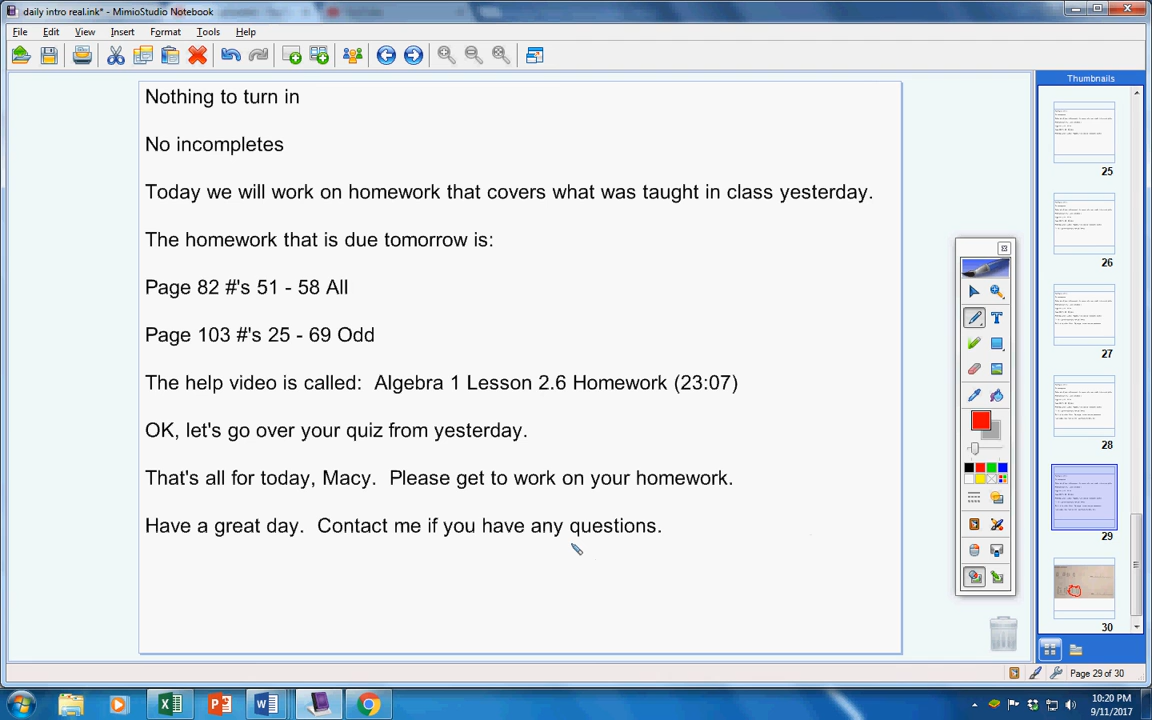 daily intro real.ink* - MimioStudio Notebook
File Edit View Insert Format Tools Help
Thumbnails
Nothing to turn in
No incompletes
Today we will work on homework that covers what was taught in class yesterday.
The homework that is due tomorrow is:
Page 82 #'s 51 - 58 All
Page 103 #'s 25 - 69 Odd
The help video is called:  Algebra 1 Lesson 2.6 Homework (23:07)
OK, let's go over your quiz from yesterday.
That's all for today, Macy.  Please get to work on your homework.
Have a great day.  Contact me if you have any questions.
25
26
27
28
29
30
Page 29 of 30
10:20 PM
9/11/2017